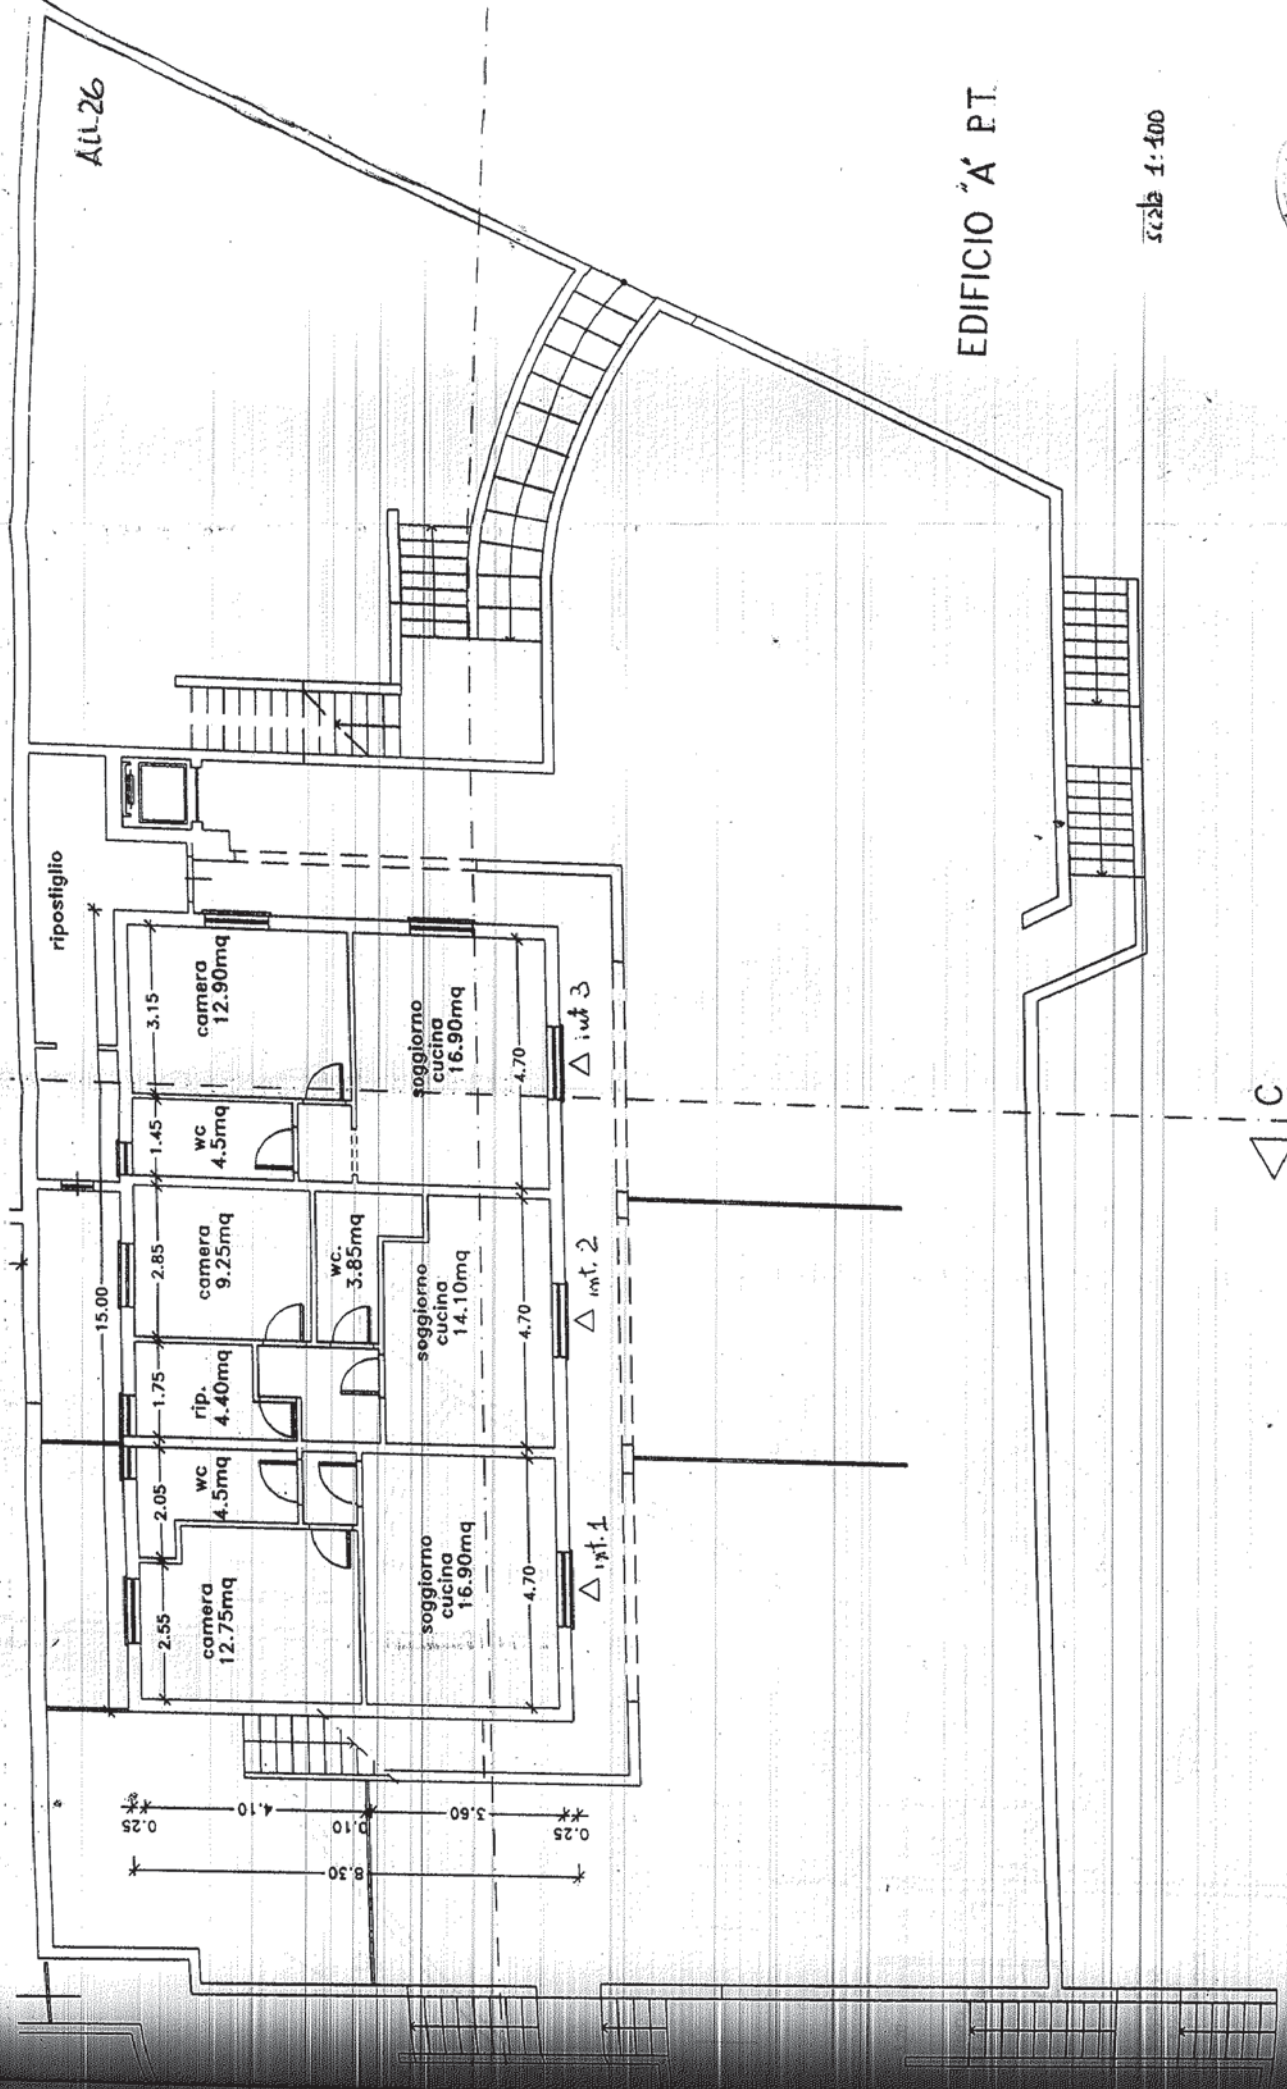 All. 26
EDIFICIO "A" P.T.
scala 1:100
ripostiglio
15.00
2.55
2.05
1.75
2.85
1.45
3.15
camera
12.75mq
wc
4.5mq
rip.
4.40mq
camera
9.25mq
wc
4.5mq
camera
12.90mq
wc.
3.85mq
soggiorno
cucina
16.90mq
soggiorno
cucina
14.10mq
soggiorno
cucina
16.90mq
4.70
4.70
4.70
int. 1
int. 2
int 3
0.25
4.10
0.10
3.60
0.25
8.30
C